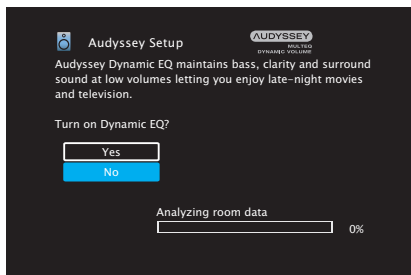 Audyssey Setup
AUDYSSEY
MULTEQ
DYNAMIC VOLUME
Audyssey Dynamic EQ maintains bass, clarity and surround
sound at low volumes letting you enjoy late-night movies
and television.
Turn on Dynamic EQ?
Yes
No
Analyzing room data
0%